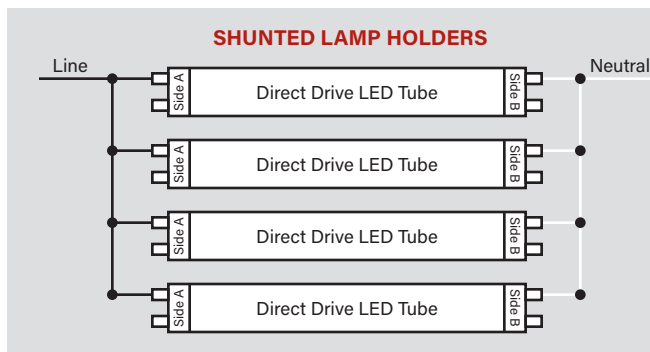 SHUNTED LAMP HOLDERS
Line
Neutral
Side A
Direct Drive LED Tube
Side B
Side A
Direct Drive LED Tube
Side B
Side A
Direct Drive LED Tube
Side B
Side A
Direct Drive LED Tube
Side B